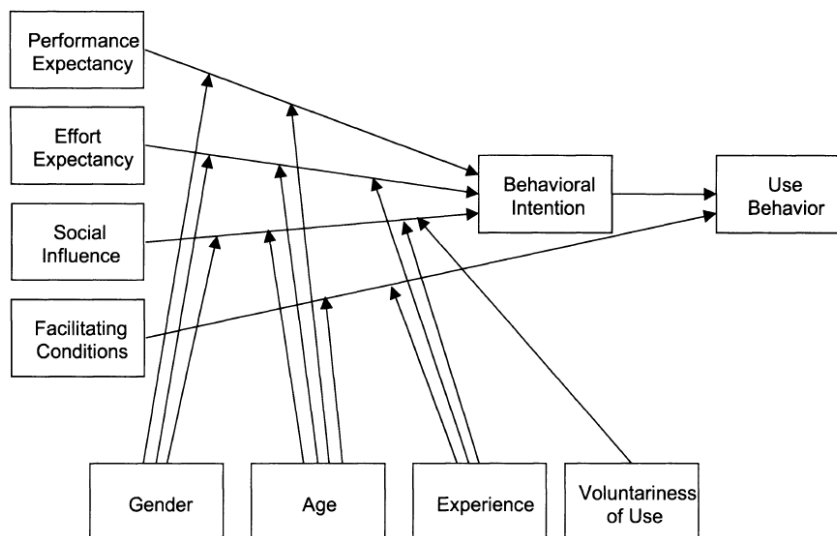 Performance
Expectancy
Effort
Expectancy
Social
Influence
Facilitating
Conditions
Behavioral
Intention
Use
Behavior
Gender
Age
Experience
Voluntariness
of Use